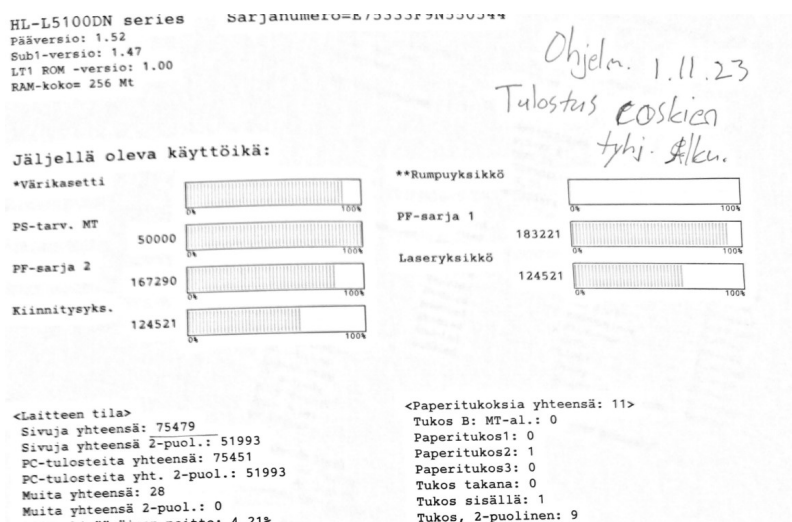 HL-L5100DN series
Pääversio: 1.52
Sub1-versio: 1.47
LT1 ROM -versio: 1.00
RAM-koko= 256 Mt
Ohjelm. 1.11.23
Tulostus
tyhj.
Jäljellä oleva käyttöikä:
*Värikasetti
0% 100%
PS-tarv. MT
50000
0% 100%
PF-sarja 2
167290
0% 100%
Kiinnitysyks.
124521
0% 100%
**Rumpuyksikkö
0% 100%
PF-sarja 1
183221
0% 100%
Laseryksikkö
124521
0% 100%
<Laitteen tila>
Sivuja yhteensä: 75479
Sivuja yhteensä 2-puol.: 51993
PC-tulosteita yhteensä: 75451
PC-tulosteita yht. 2-puol.: 51993
Muita yhteensä: 28
Muita yhteensä 2-puol.: 0
4.21%
<Paperitukoksia yhteensä: 11>
Tukos B: MT-al.: 0
Paperitukos1: 0
Paperitukos2: 1
Paperitukos3: 0
Tukos takana: 0
Tukos sisällä: 1
Tukos, 2-puolinen: 9